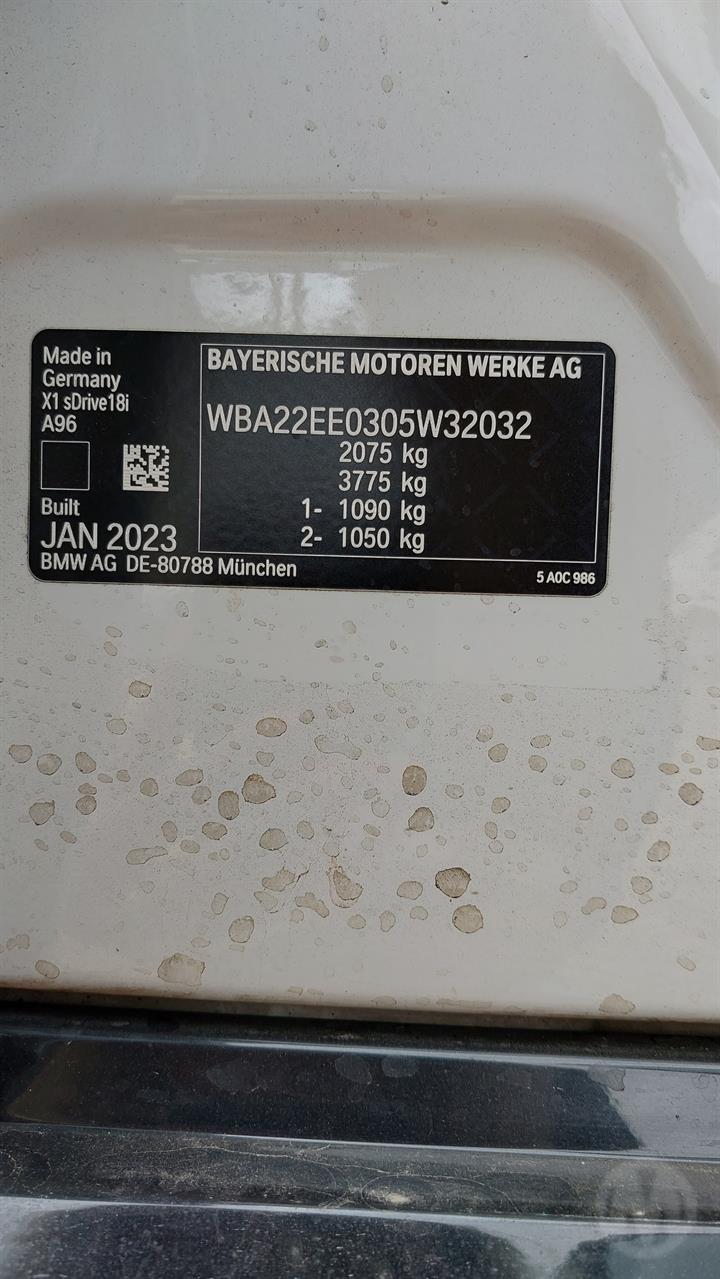 Made in
Germany
X1 sDrive18i
A96
Built
JAN 2023
BMW AG DE-80788 München
BAYERISCHE MOTOREN WERKE AG
WBA22EE0305W32032
2075 kg
3775 kg
1- 1090 kg
2- 1050 kg
5 A0C 986